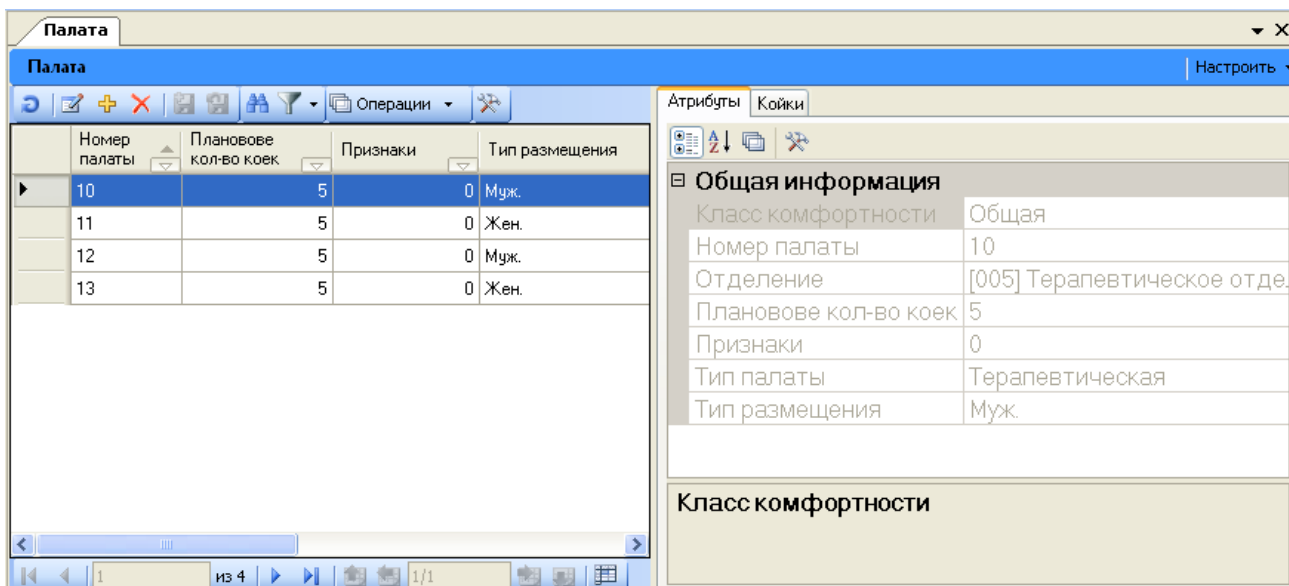 Палата
Палата
Настроить
Операции
Атрибуты Койки
Номер палаты Плановове кол-во коек Признаки Тип размещения
10 5 0 Муж.
11 5 0 Жен.
12 5 0 Муж.
13 5 0 Жен.
1 из 4 1/1
Общая информация
Класс комфортности Общая
Номер палаты 10
Отделение [005] Терапевтическое отде.
Плановове кол-во коек 5
Признаки 0
Тип палаты Терапевтическая
Тип размещения Муж.
Класс комфортности